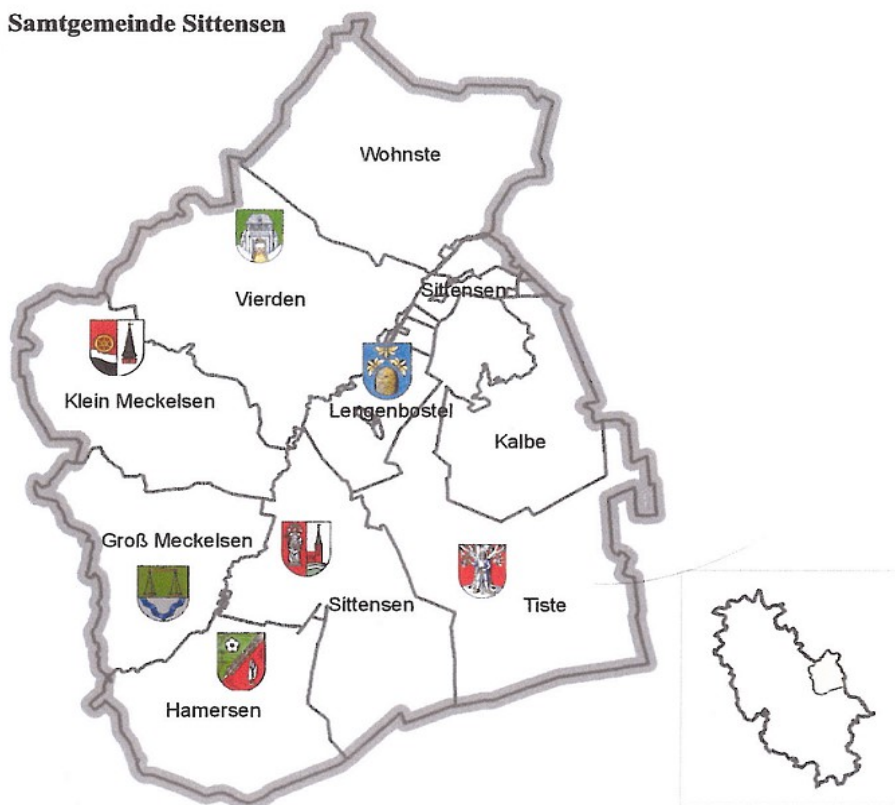 Samtgemeinde Sittensen
Wohnste
Sittensen
Vierden
Klein Meckelsen
Lengenbostel
Kalbe
Groß Meckelsen
Sittensen
Tiste
Hamersen